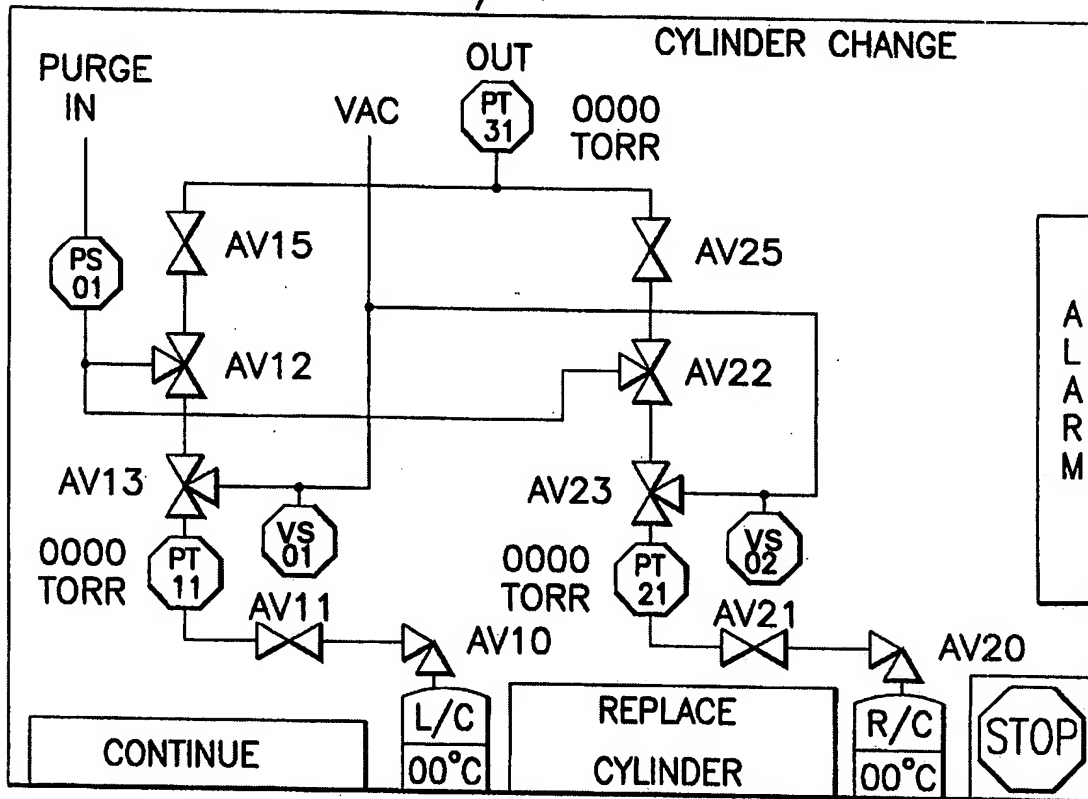 CYLINDER CHANGE
PURGE
IN
VAC
OUT
PT
31
0000
TORR
PS
01
AV15
AV25
AV12
AV22
AV13
AV23
VS
01
VS
02
0000
TORR
PT
11
0000
TORR
PT
21
AV11
AV10
AV21
AV20
A
L
A
R
M
CONTINUE
L/C
00°C
REPLACE
CYLINDER
R/C
00°C
STOP